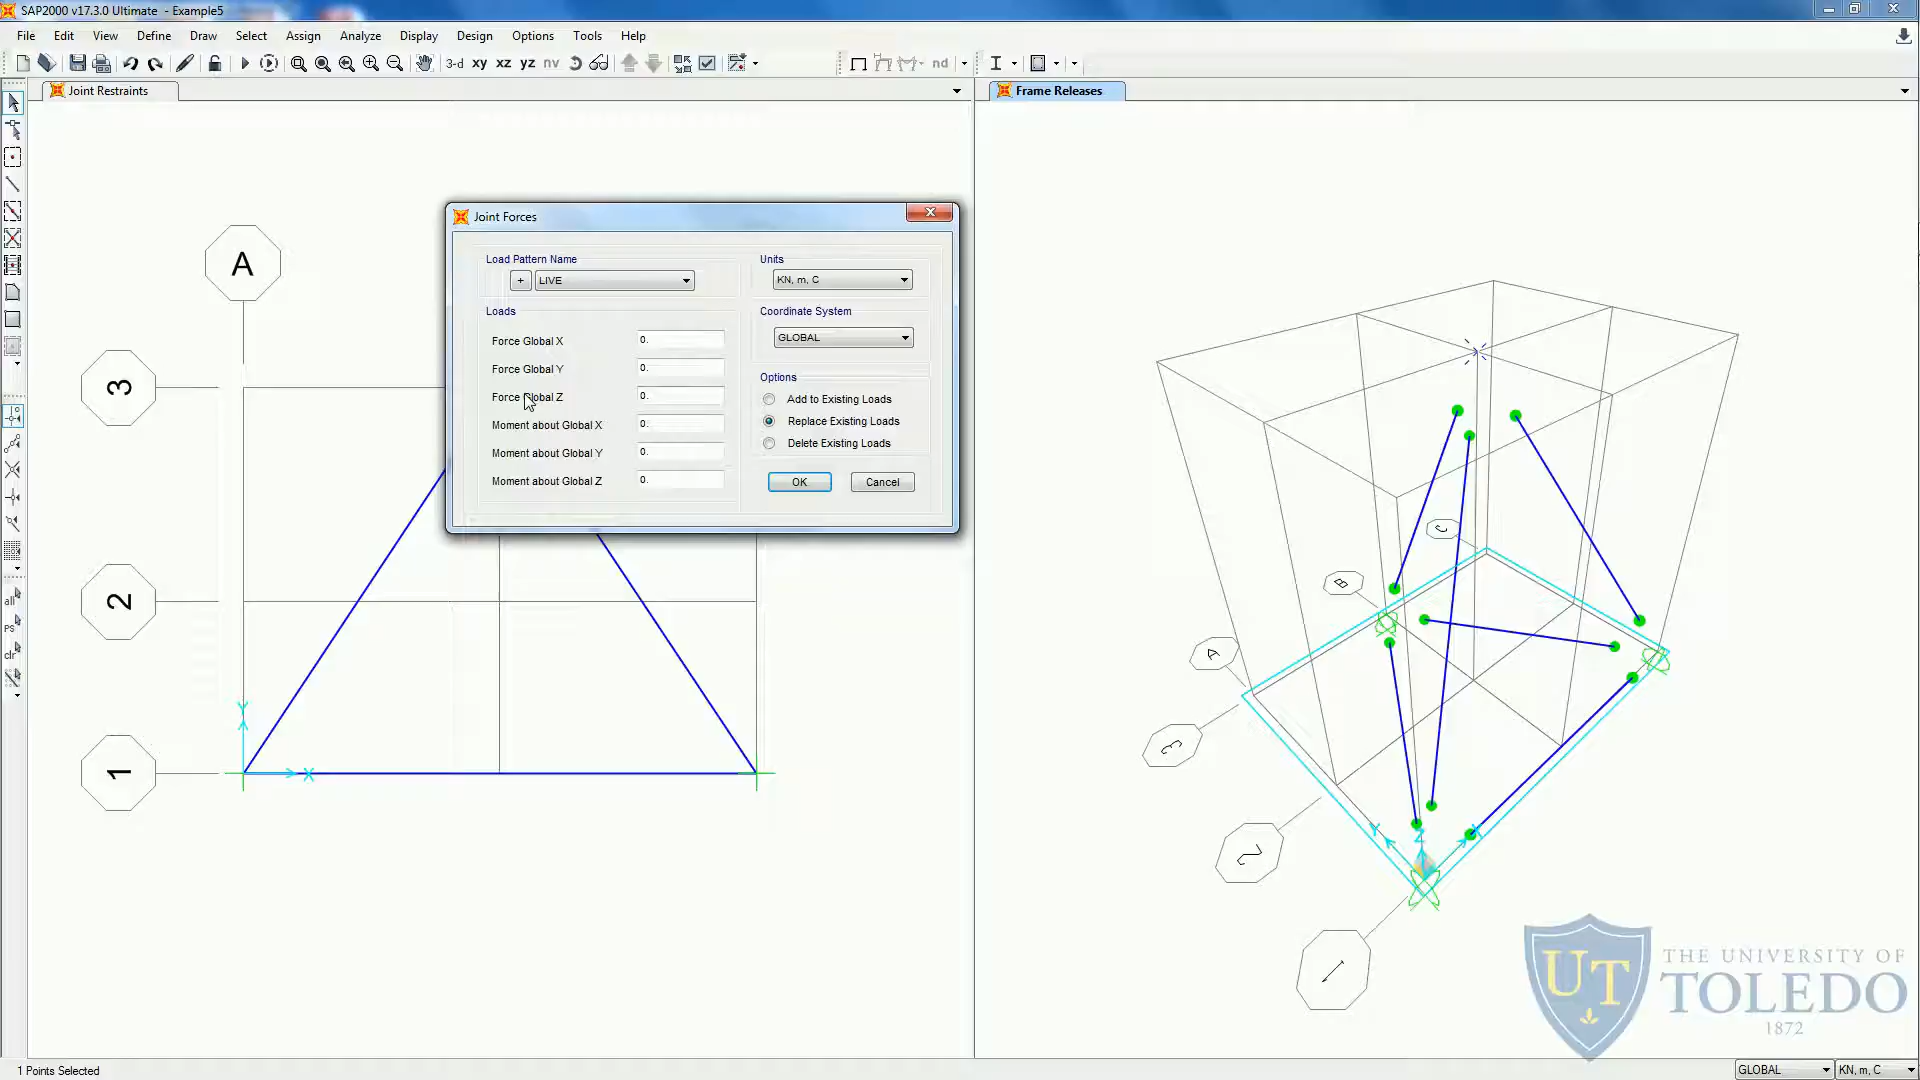 SAP2000 v17.3.0 Ultimate - Example5
File Edit View Define Draw Select Assign Analyze Display Design Options Tools Help
3-d xy xz yz nv nd
Joint Restraints
Frame Releases
Joint Forces
Load Pattern Name
+ LIVE
Units
KN, m, C
Loads
Coordinate System
GLOBAL
Force Global X 0.
Force Global Y 0.
Force Global Z 0.
Moment about Global X 0.
Moment about Global Y 0.
Moment about Global Z 0.
Options
Add to Existing Loads
Replace Existing Loads
Delete Existing Loads
OK Cancel
all
PS
clr
A
3
2
1
Y
X
C
B
A
3
2
1
Y
Z
X
UT
THE UNIVERSITY OF
TOLEDO
1872
1 Points Selected
GLOBAL
KN, m, C